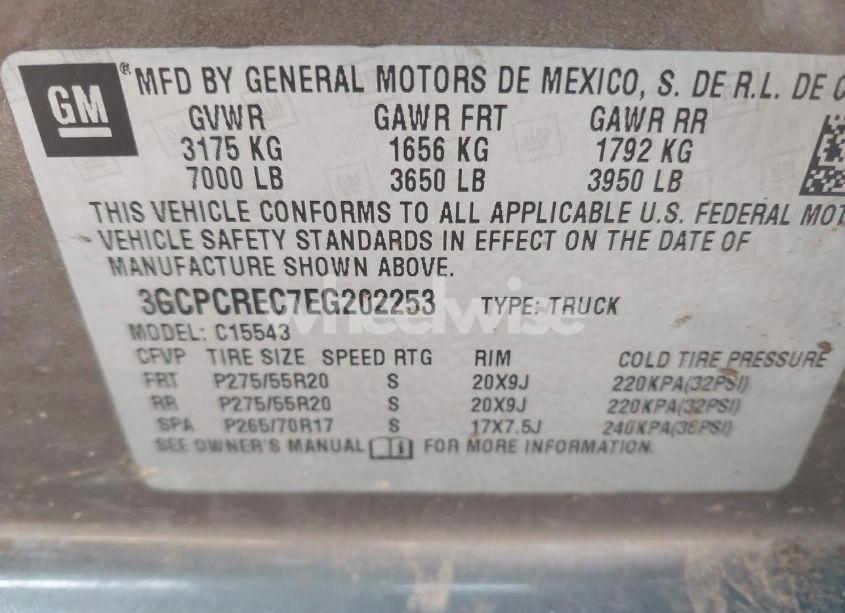 GM
® MFD BY GENERAL MOTORS DE MEXICO, S. DE R.L. DE C
GVWR GAWR FRT GAWR RR
3175 KG 1656 KG 1792 KG
7000 LB 3650 LB 3950 LB
THIS VEHICLE CONFORMS TO ALL APPLICABLE U.S. FEDERAL MOT
VEHICLE SAFETY STANDARDS IN EFFECT ON THE DATE OF
MANUFACTURE SHOWN ABOVE.
3GCPCREC7EG202253 TYPE: TRUCK
wheelwise
MODEL: C15543
CFVP TIRE SIZE SPEED RTG RIM COLD TIRE PRESSURE
FRT P275/55R20 S 20X9J 220KPA(32PSI)
RR P275/55R20 S 20X9J 220KPA(32PSI)
SPA P265/70R17 S 17X7.5J 240KPA(35PSI)
SEE OWNER'S MANUAL FOR MORE INFORMATION.